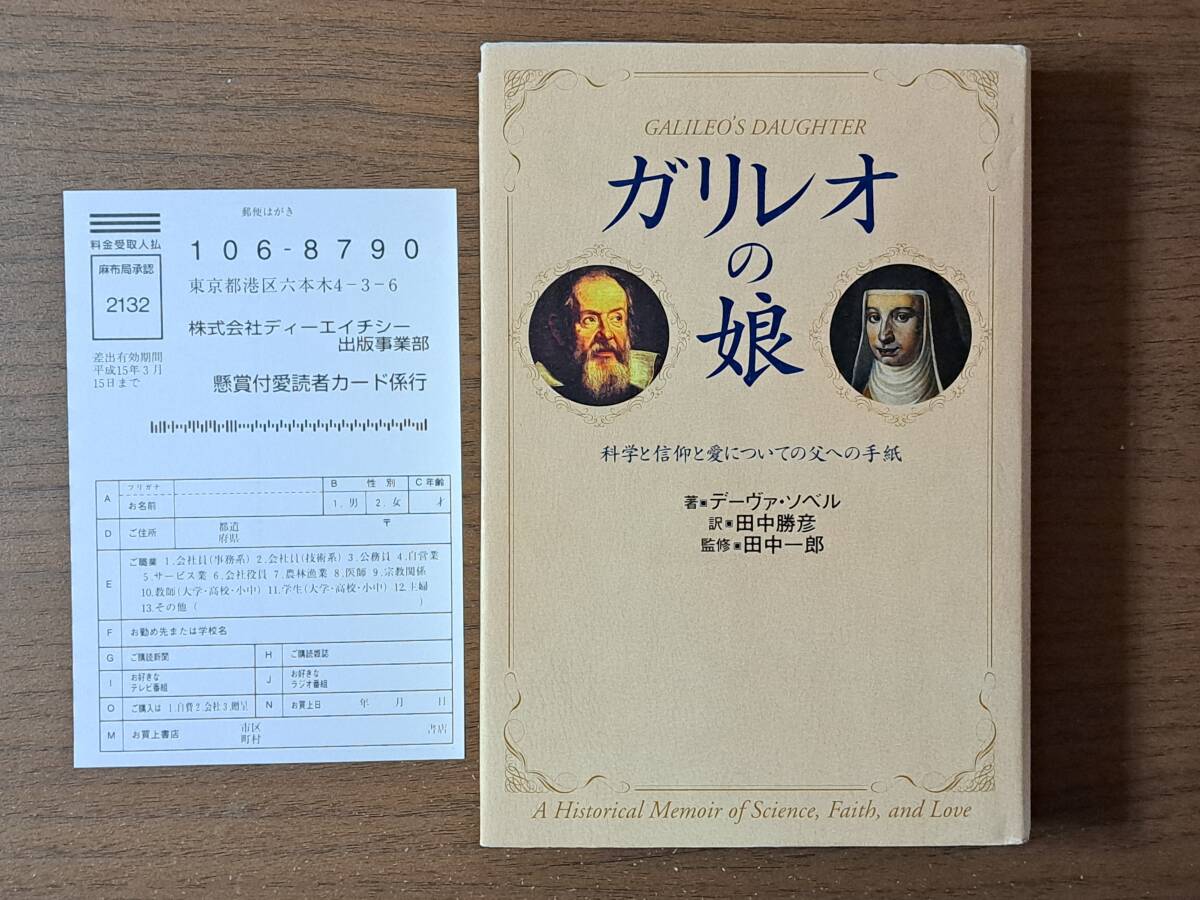 郵便はがき
料金受取人払
麻布局承認
2132
差出有効期間
平成15年3月
15日まで
106-8790
東京都港区六本木4-3-6
株式会社ディーエイチシー
出版事業部
懸賞付愛読者カード係行
A フリガナ
お名前
B 性別
1. 男 2. 女
C 年齢
才
D ご住所 都道
府県
〒
E ご職業 1.会社員(事務系) 2.会社員(技術系) 3.公務員 4.自営業
5.サービス業 6.会社役員 7.農林漁業 8.医師 9.宗教関係
10.教師(大学・高校・小中) 11.学生(大学・高校・小中) 12.主婦
13.その他( )
F お勤め先または学校名
G ご購読新聞 H ご購読雑誌
I お好きな
テレビ番組
J お好きな
ラジオ番組
O ご購入は 1.自費2.会社3.贈呈 N お買上日 年 月 日
M お買上書店 市区
町村
書店
GALILEO'S DAUGHTER
ガリレオ
の
娘
科学と信仰と愛についての父への手紙
著 デーヴァ・ソベル
訳 田中勝彦
監修 田中一郎
A Historical Memoir of Science, Faith, and Love